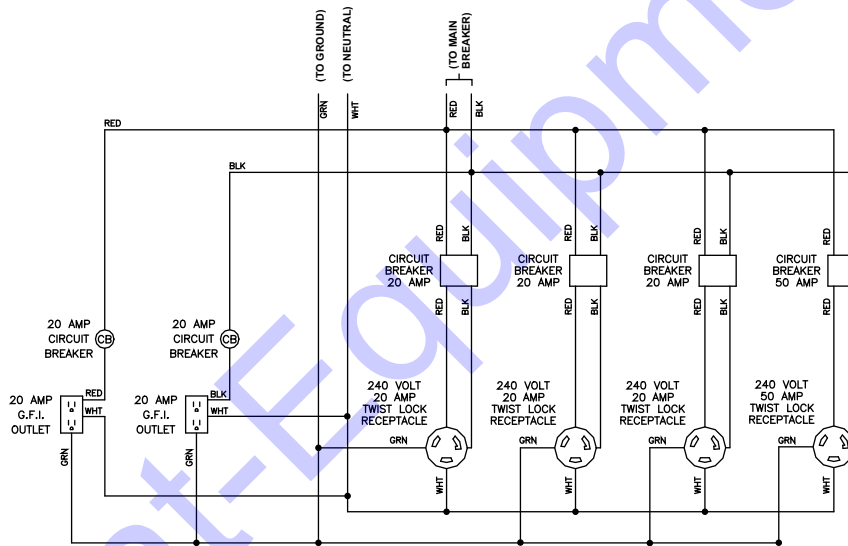 (TO GROUND)
(TO NEUTRAL)
(TO MAIN
BREAKER)
GRN
WHT
RED
BLK
RED
BLK
RED
BLK
RED
BLK
RED
BLK
RED
CIRCUIT
BREAKER
20 AMP
CIRCUIT
BREAKER
20 AMP
CIRCUIT
BREAKER
20 AMP
CIRCUIT
BREAKER
50 AMP
RED
BLK
RED
BLK
RED
BLK
RED
20 AMP
CIRCUIT
BREAKER
CB
20 AMP
CIRCUIT
BREAKER
CB
20 AMP
G.F.I.
OUTLET
RED
WHT
GRN
20 AMP
G.F.I.
OUTLET
BLK
WHT
GRN
240 VOLT
20 AMP
TWIST LOCK
RECEPTACLE
240 VOLT
20 AMP
TWIST LOCK
RECEPTACLE
240 VOLT
20 AMP
TWIST LOCK
RECEPTACLE
240 VOLT
50 AMP
TWIST LOCK
RECEPTACLE
GRN
GRN
GRN
GRN
WHT
WHT
WHT
WHT
nt-Equipme